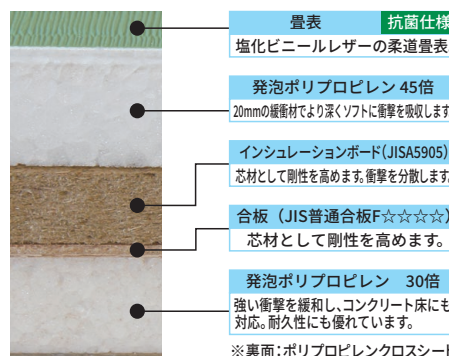 畳表 抗菌仕様
塩化ビニールレザーの柔道畳表。
発泡ポリプロピレン 45倍
20mmの緩衝材でより深くソフトに衝撃を吸収します。
インシュレーションボード(JISA5905)
芯材として剛性を高めます。衝撃を分散します。
合板（JIS普通合板F☆☆☆☆）
芯材として剛性を高めます。
発泡ポリプロピレン 30倍
強い衝撃を緩和し、コンクリート床にも
対応。耐久性にも優れています。
※裏面：ポリプロピレンクロスシート